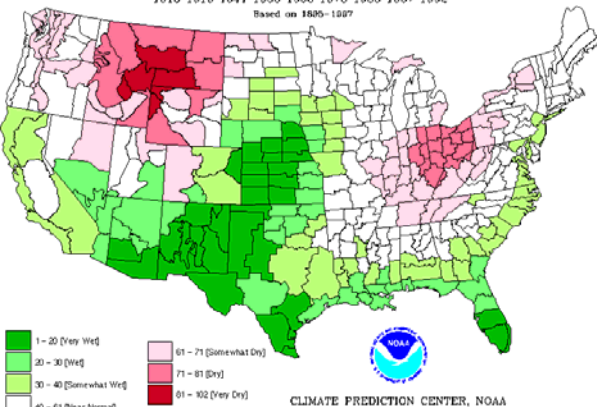 Based on 1895-1997
1 - 20 [Very Wet]
20 - 30 [Wet]
30 - 40 [Somewhat Wet]
61 - 71 [Somewhat Dry]
71 - 81 [Dry]
81 - 102 [Very Dry]
NOAA
CLIMATE PREDICTION CENTER, NOAA